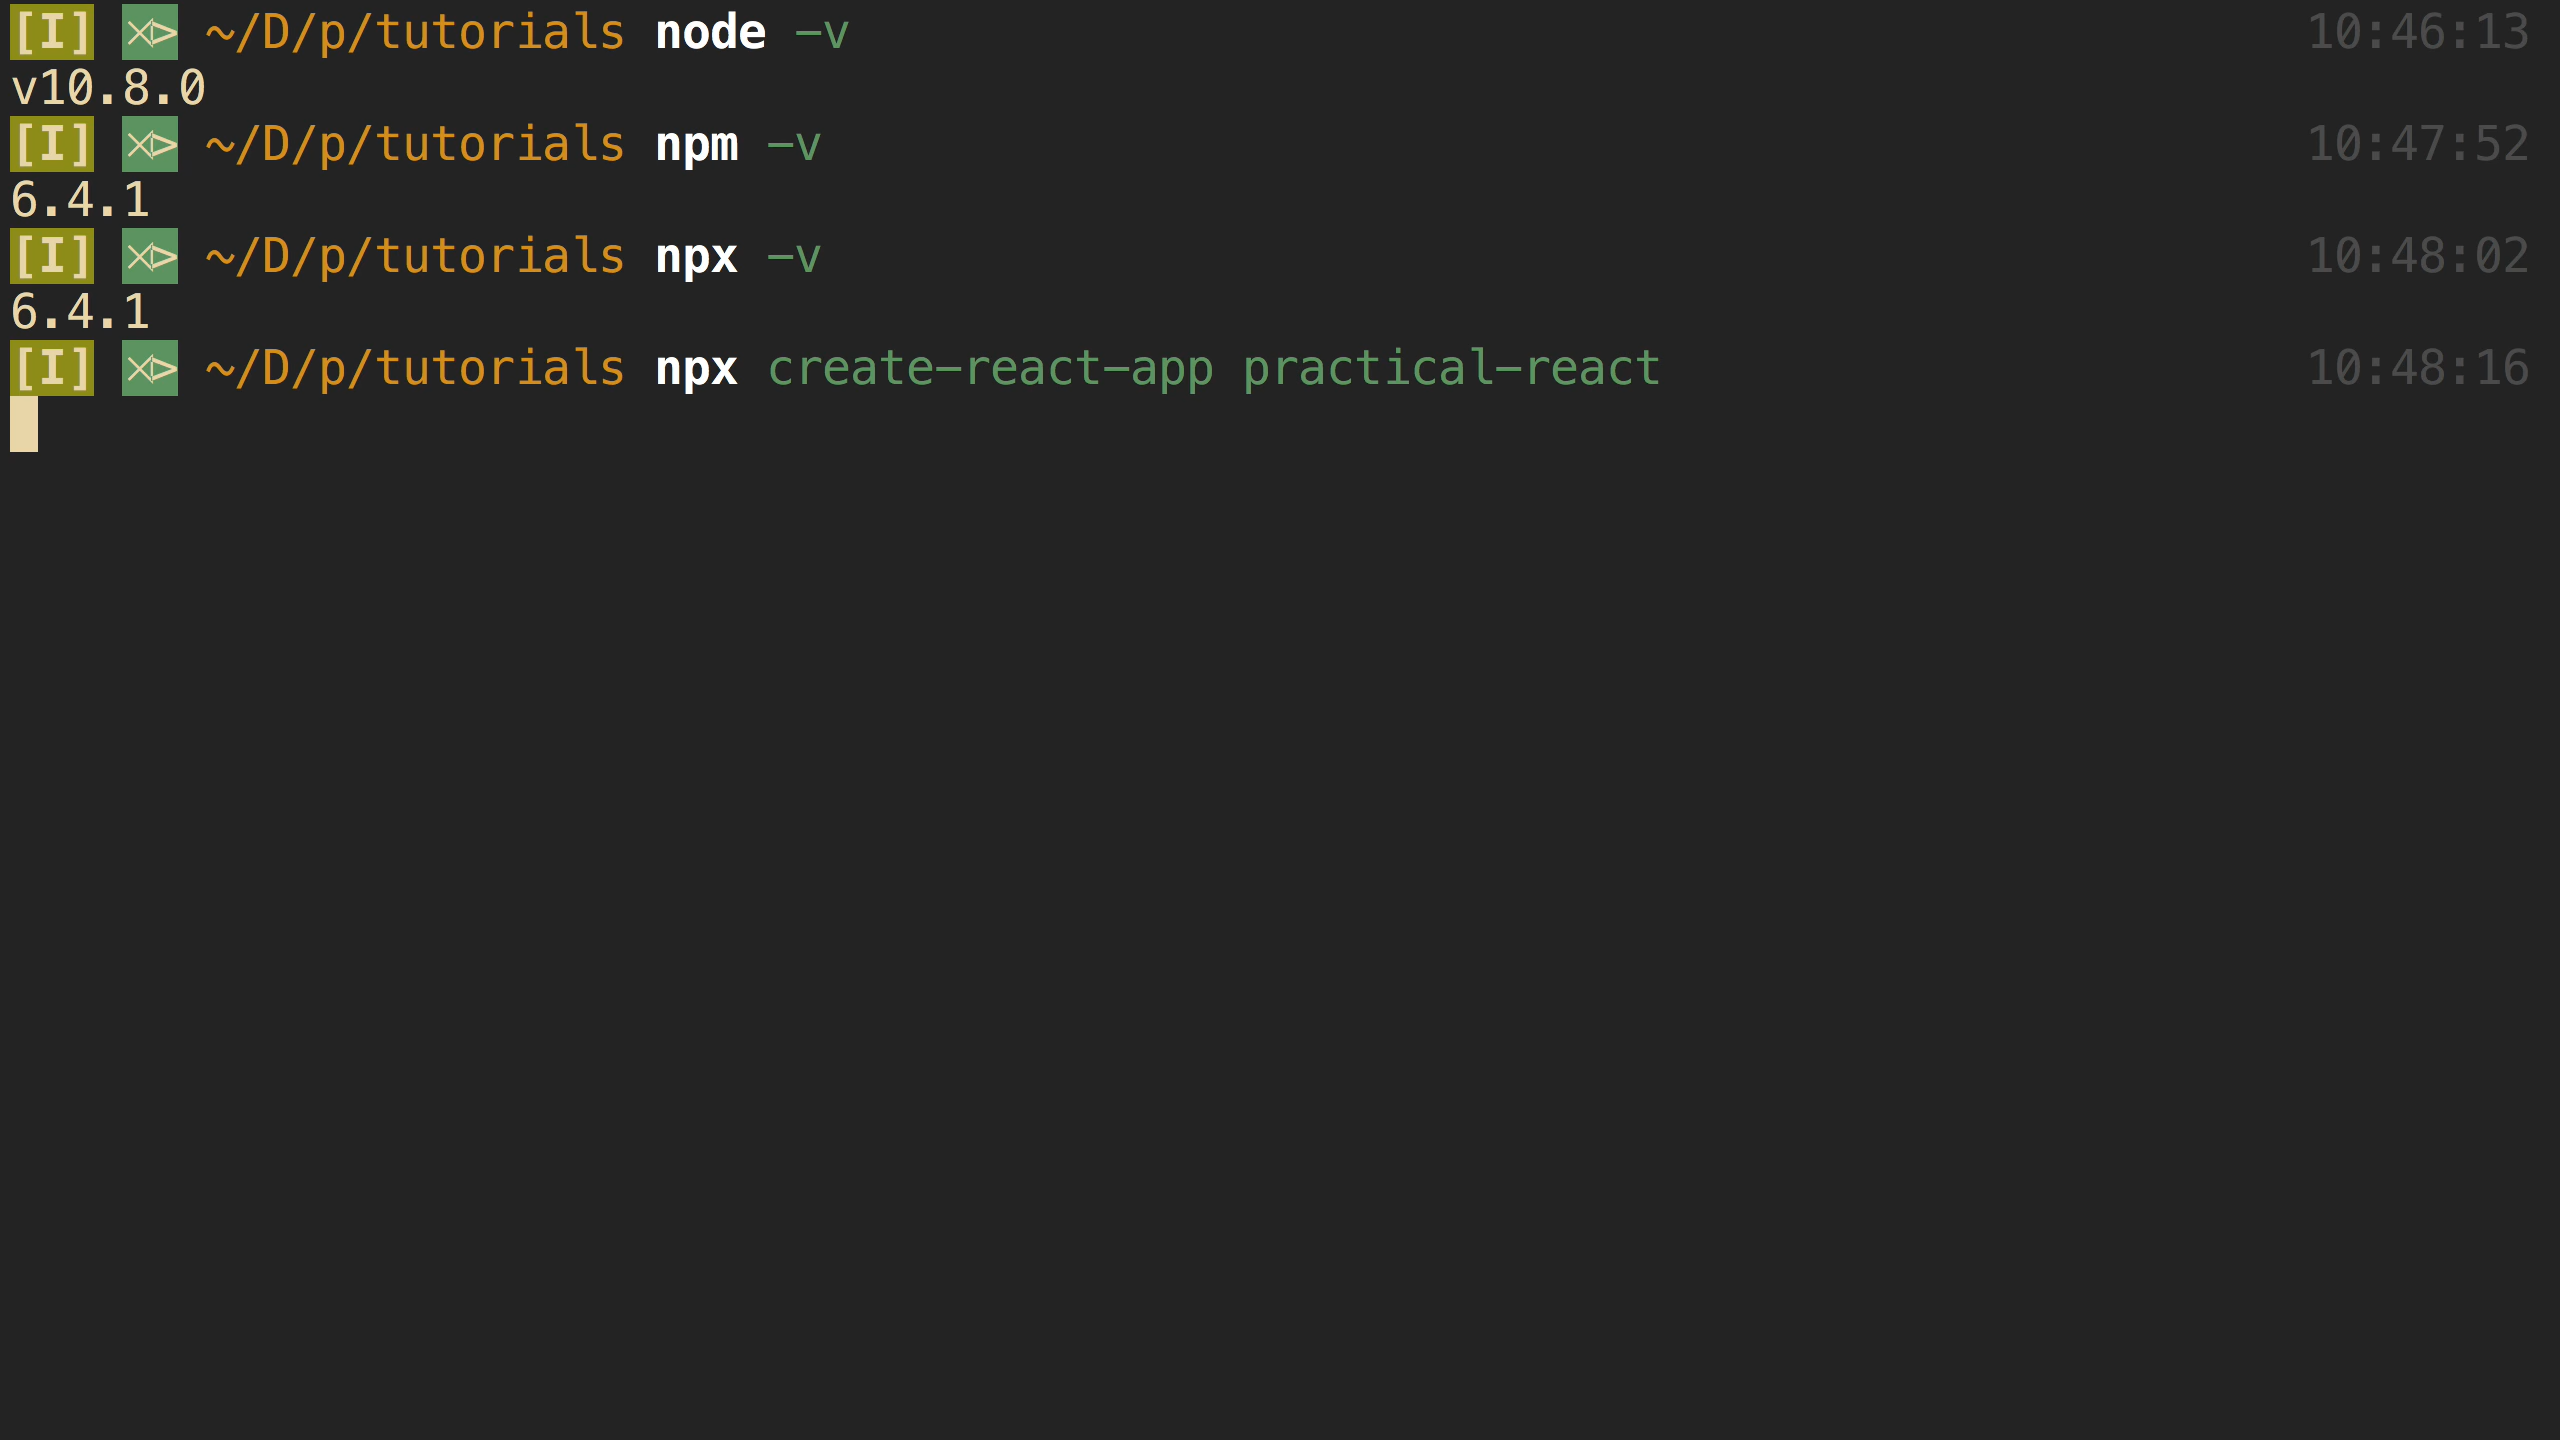 [I] ⋊> ~/D/p/tutorials node -v 10:46:13
v10.8.0
[I] ⋊> ~/D/p/tutorials npm -v 10:47:52
6.4.1
[I] ⋊> ~/D/p/tutorials npx -v 10:48:02
6.4.1
[I] ⋊> ~/D/p/tutorials npx create-react-app practical-react 10:48:16